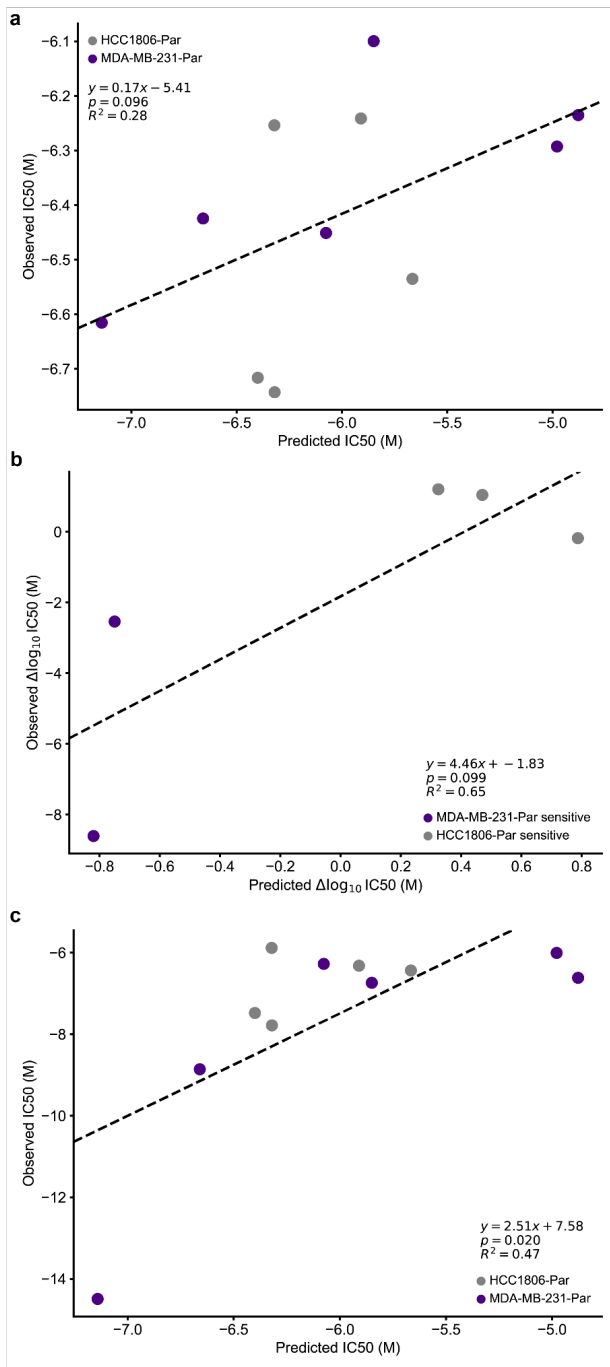 a
HCC1806-Par
MDA-MB-231-Par
y = 0.17x − 5.41
p = 0.096
R² = 0.28
−6.1
−6.2
−6.3
−6.4
−6.5
−6.6
−6.7
Observed IC50 (M)
−7.0 −6.5 −6.0 −5.5 −5.0
Predicted IC50 (M)
b
0
−2
−4
−6
−8
Observed Δlog₁₀ IC50 (M)
y = 4.46x + −1.83
p = 0.099
R² = 0.65
MDA-MB-231-Par sensitive
HCC1806-Par sensitive
−0.8 −0.6 −0.4 −0.2 0.0 0.2 0.4 0.6 0.8
Predicted Δlog₁₀ IC50 (M)
c
−6
−8
−10
−12
−14
Observed IC50 (M)
y = 2.51x + 7.58
p = 0.020
R² = 0.47
HCC1806-Par
MDA-MB-231-Par
−7.0 −6.5 −6.0 −5.5 −5.0
Predicted IC50 (M)